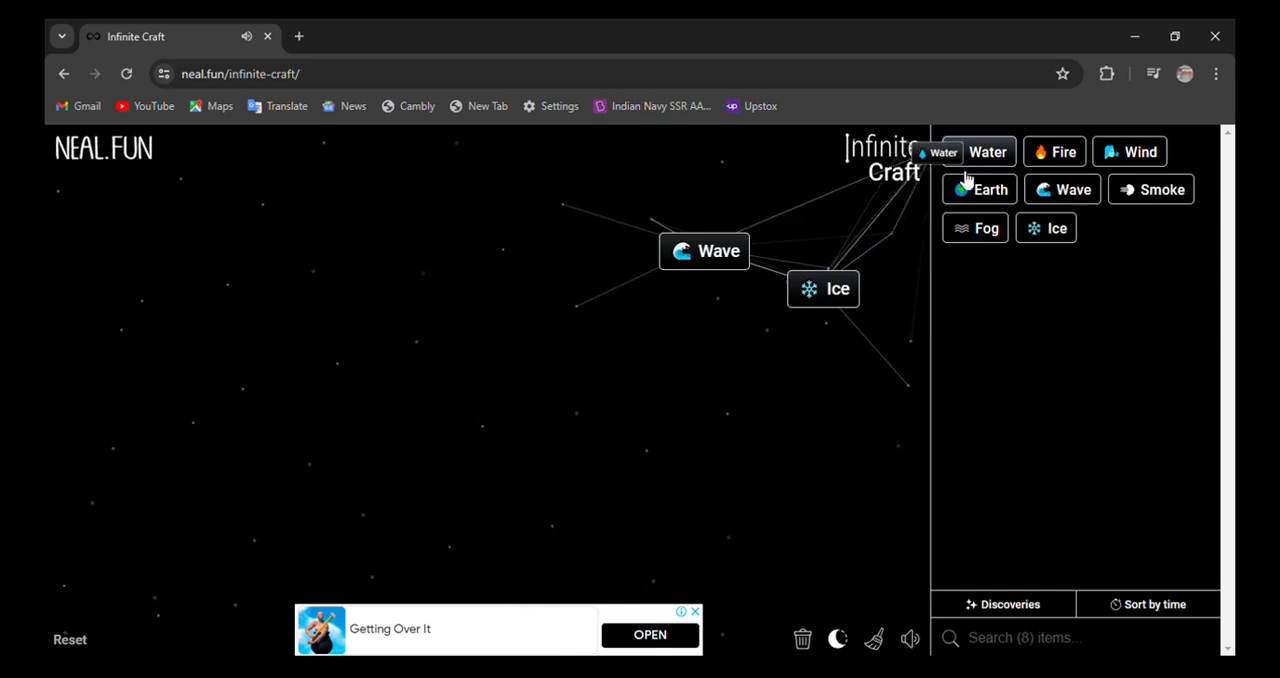 Infinite Craft
neal.fun/infinite-craft/
Gmail YouTube Maps Translate News Cambly New Tab Settings Indian Navy SSR AA... Upstox
NEAL.FUN
Infinite
Craft
Water
Water Fire Wind
Earth Wave Smoke
Fog Ice
Wave
Ice
Discoveries Sort by time
Getting Over It
OPEN
Reset
Search (8) items...